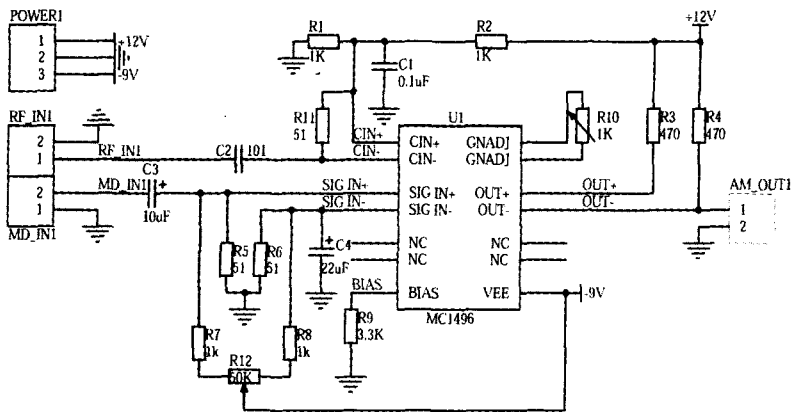 POWER1
1
+12V
2
3
-9V
RF_IN1
2
1
RF_IN1
2
1
MD_IN1
MD_IN1
C3
10uF
C2
101
R11
51
R1
1K
R2
1K
C1
0.1uF
+12V
U1
CIN+
CIN-
CIN+
CIN-
GNADJ
GNADJ
R10
1K
R3
470
R4
470
SIG IN+
SIG IN-
SIG IN+
SIG IN-
OUT+
OUT-
OUT+
OUT-
AM_OUT1
1
2
R5
51
R6
51
C4
22uF
NC
NC
NC
NC
BIAS
BIAS
VEE
-9V
MC1496
R9
3.3K
R7
1k
R8
1k
R12
50K